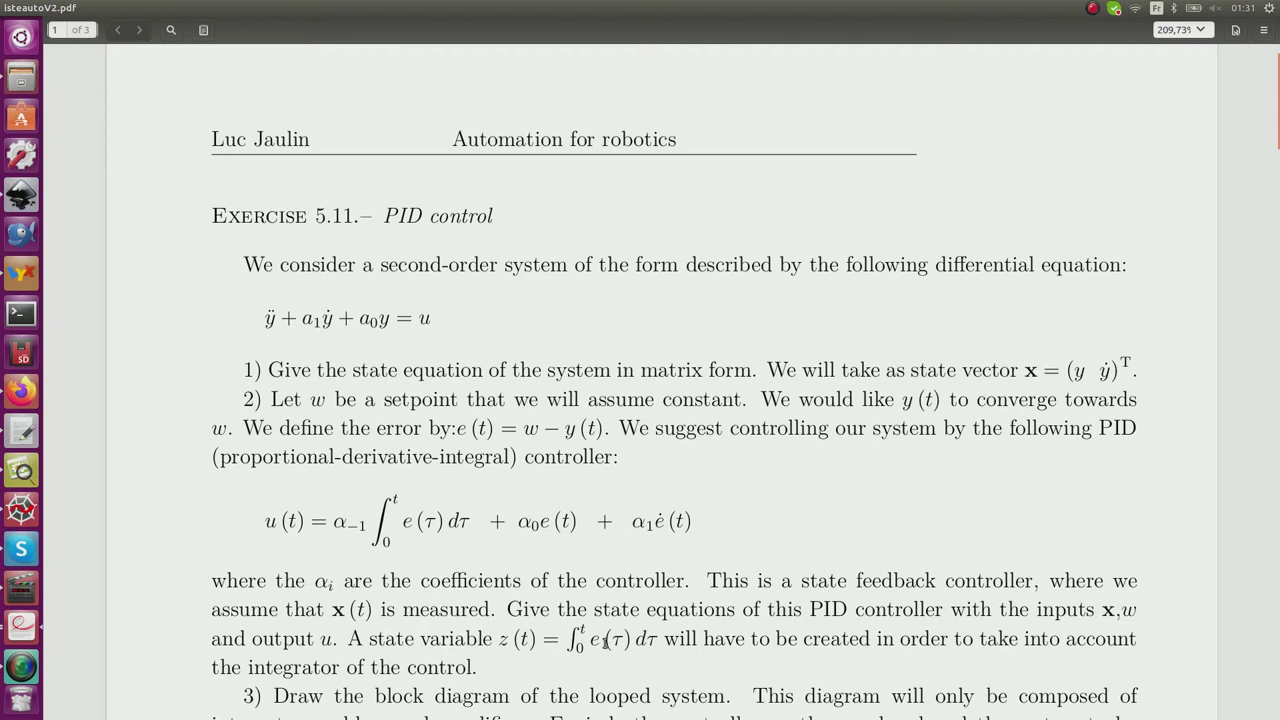 isteautoV2.pdf
Fr
01:31
1 of 3
209,73%
Luc Jaulin Automation for robotics
EXERCISE 5.11.– PID control
We consider a second-order system of the form described by the following differential equation:
ÿ + a₁ẏ + a₀y = u
1) Give the state equation of the system in matrix form. We will take as state vector x = (y ẏ)ᵀ.
2) Let w be a setpoint that we will assume constant. We would like y (t) to converge towards
w. We define the error by:e (t) = w − y (t). We suggest controlling our system by the following PID
(proportional-derivative-integral) controller:
u (t) = α₋₁ ∫₀ᵗ e (τ) dτ + α₀e (t) + α₁ė (t)
where the αᵢ are the coefficients of the controller. This is a state feedback controller, where we
assume that x (t) is measured. Give the state equations of this PID controller with the inputs x,w
and output u. A state variable z (t) = ∫₀ᵗ e (τ) dτ will have to be created in order to take into account
the integrator of the control.
3) Draw the block diagram of the looped system. This diagram will only be composed of